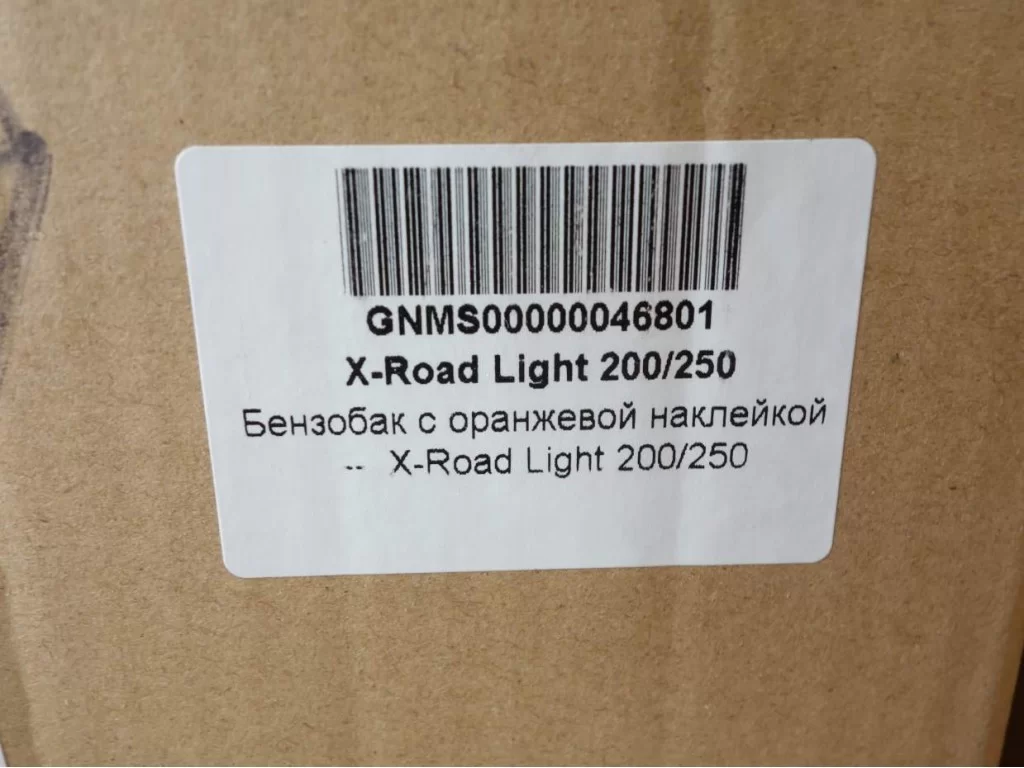 GNMS00000046801
X-Road Light 200/250
Бензобак с оранжевой наклейкой
-- X-Road Light 200/250